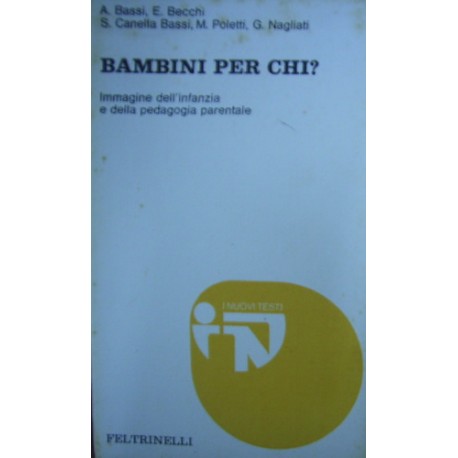 A. Bassi, E. Becchi
S. Canella Bassi, M. Poletti, G. Nagliati
BAMBINI PER CHI?
Immagine dell'infanzia
e della pedagogia parentale
I NUOVI TESTI
FELTRINELLI